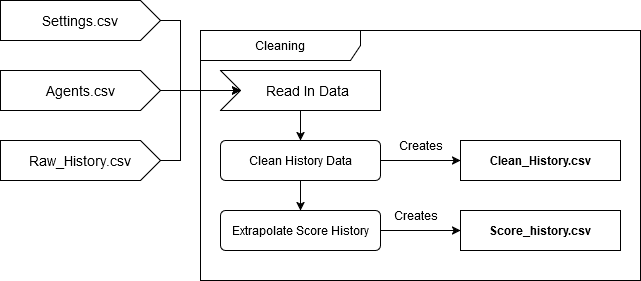 Settings.csv
Cleaning
Agents.csv
Read In Data
Raw_History.csv
Clean History Data
Creates
Clean_History.csv
Extrapolate Score History
Creates
Score_history.csv